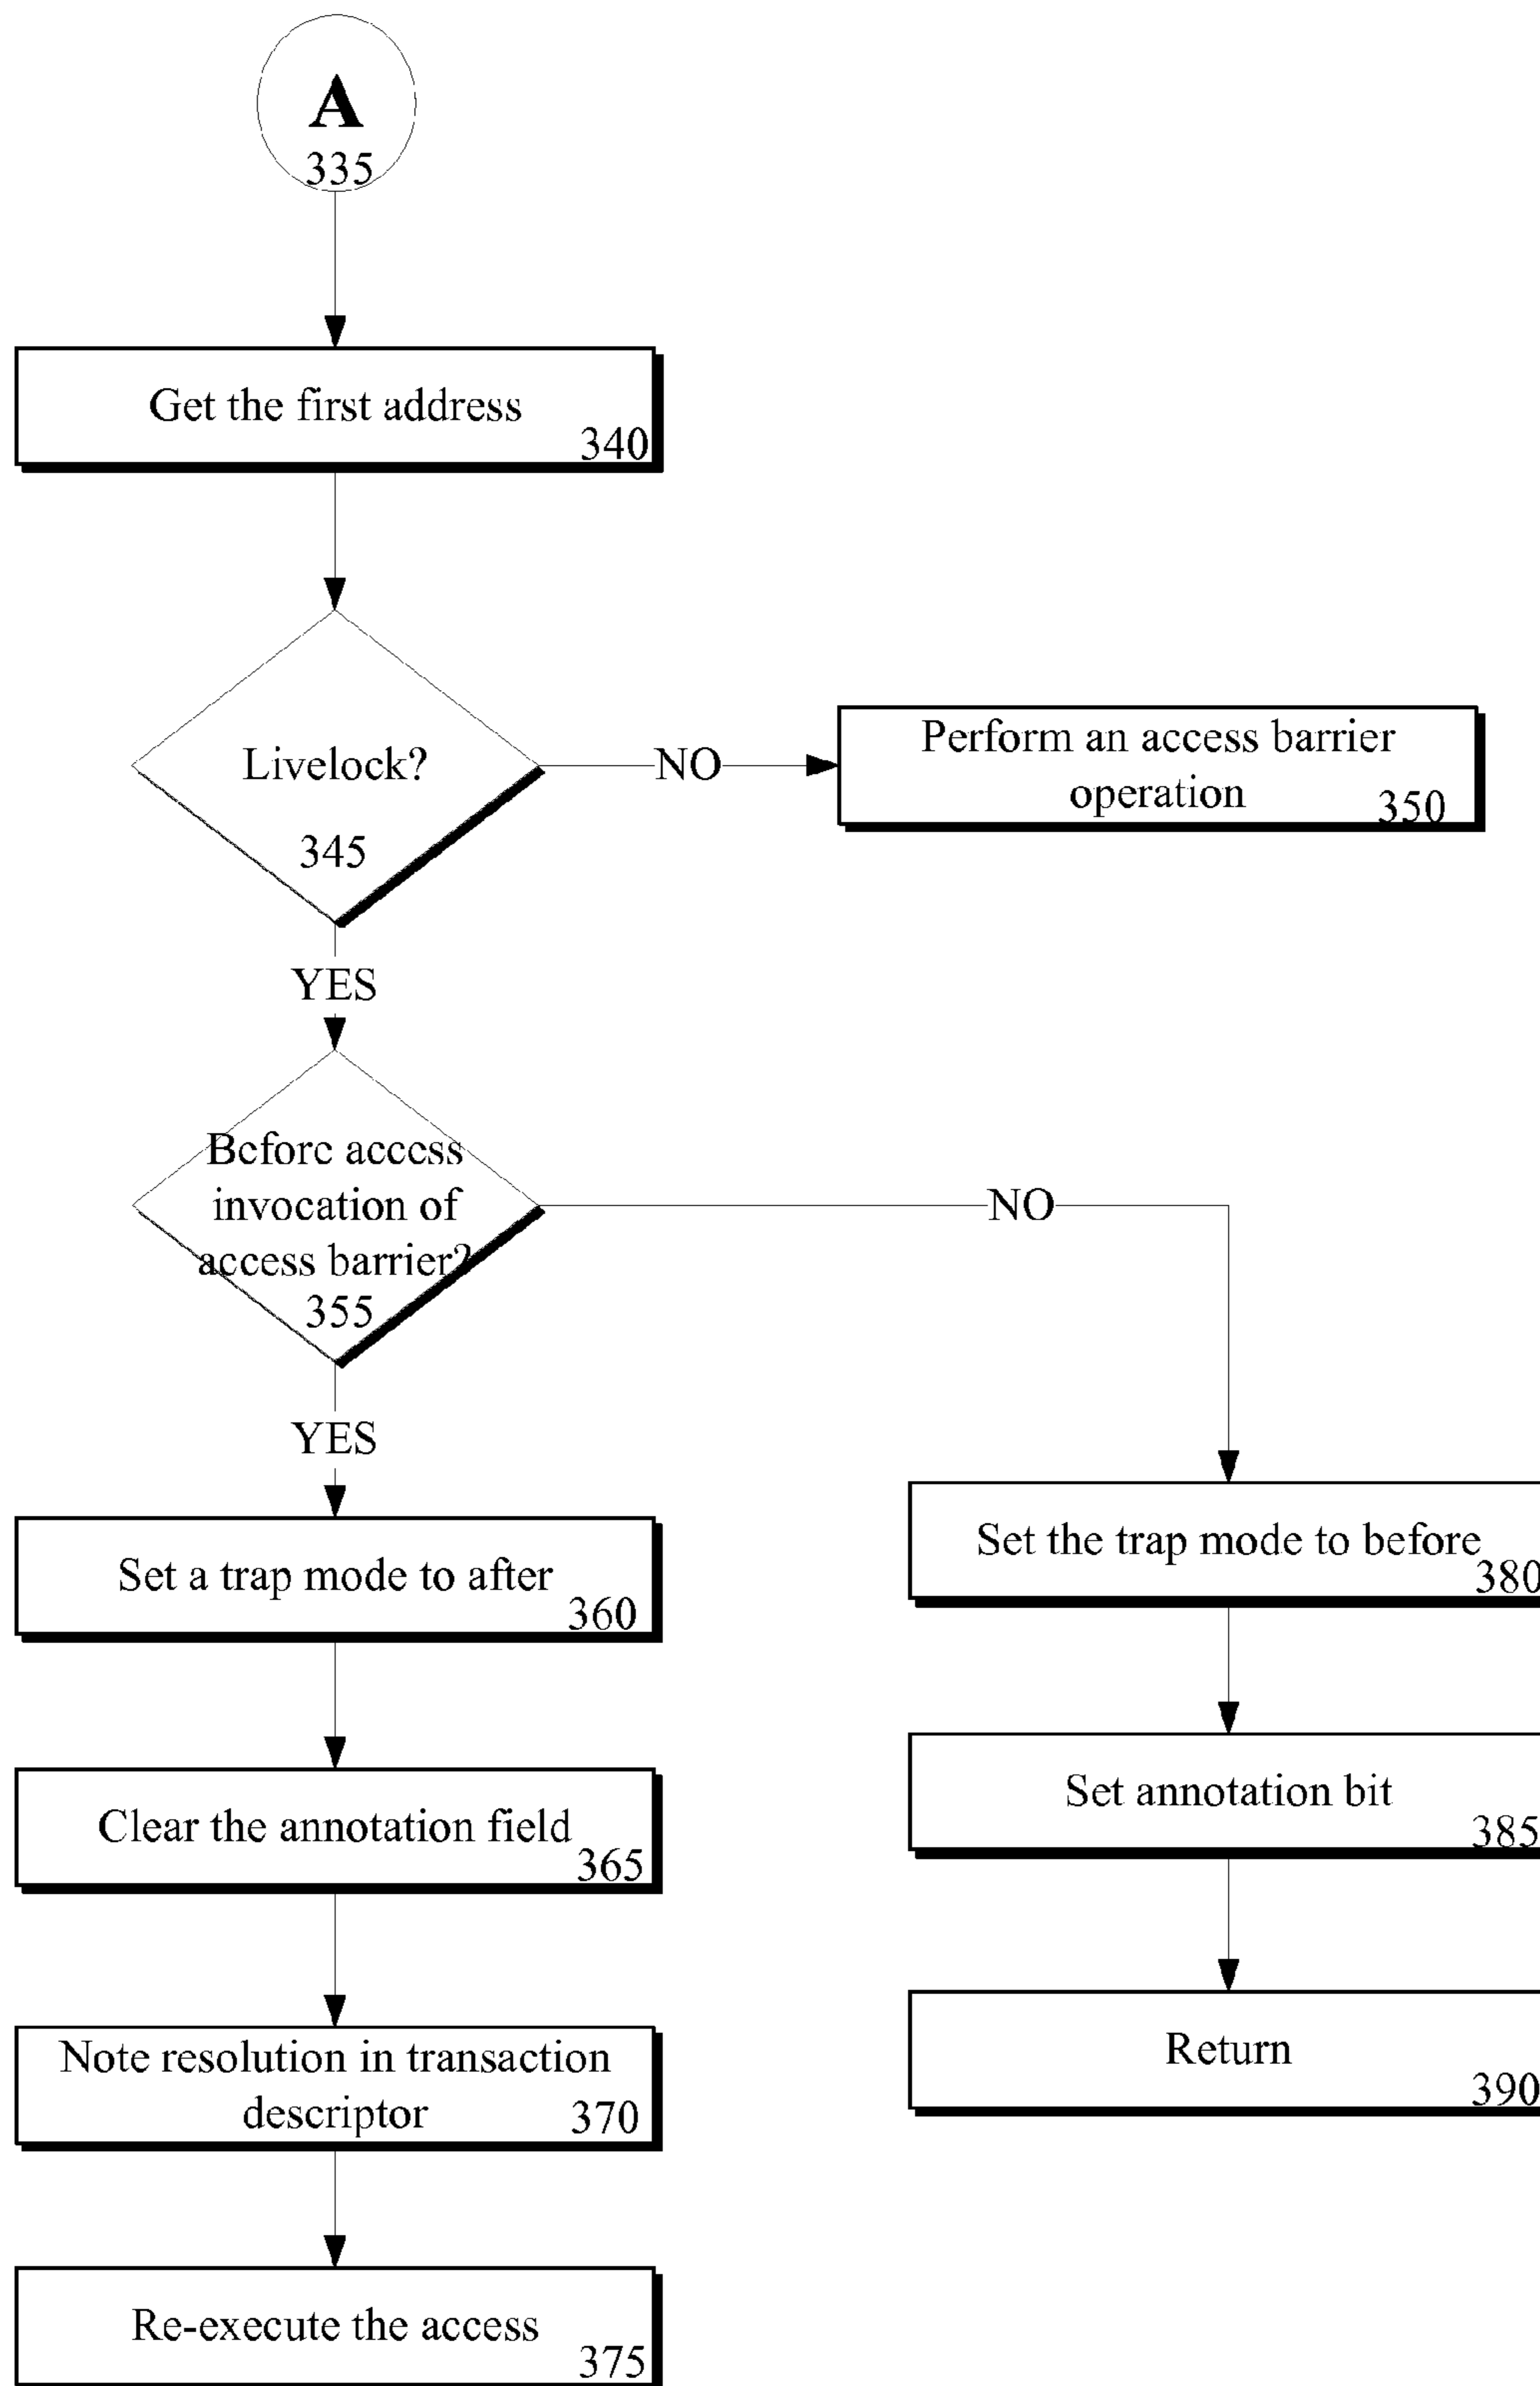 A
335
Get the first address
340
Livelock?
345
NO
Perform an access barrier
operation
350
YES
Before access
invocation of
access barrier?
355
NO
YES
Set a trap mode to after
360
Set the trap mode to before
380
Clear the annotation field
365
Set annotation bit
385
Note resolution in transaction
descriptor
370
Return
390
Re-execute the access
375